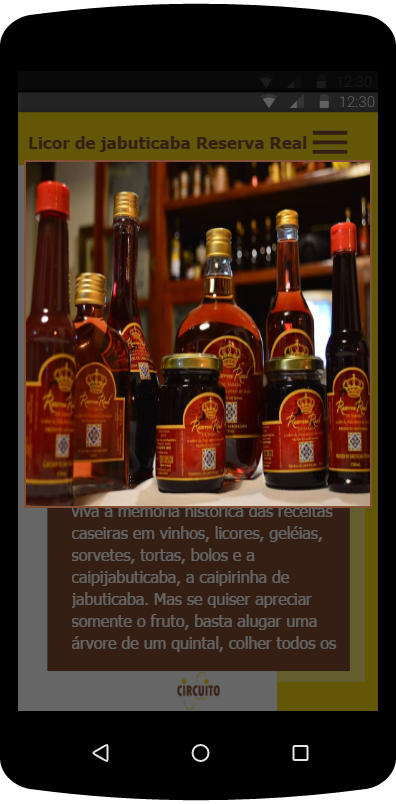 12:30
12:30
Licor de jabuticaba Reserva Real
Reserva Real
Reserva Real
Reserva Real
Reserva Real
viva a memória histórica das receitas
caseiras em vinhos, licores, geléias,
sorvetes, tortas, bolos e a
caipijabuticaba, a caipirinha de
jabuticaba. Mas se quiser apreciar
somente o fruto, basta alugar uma
árvore de um quintal, colher todos os
CIRCUITO